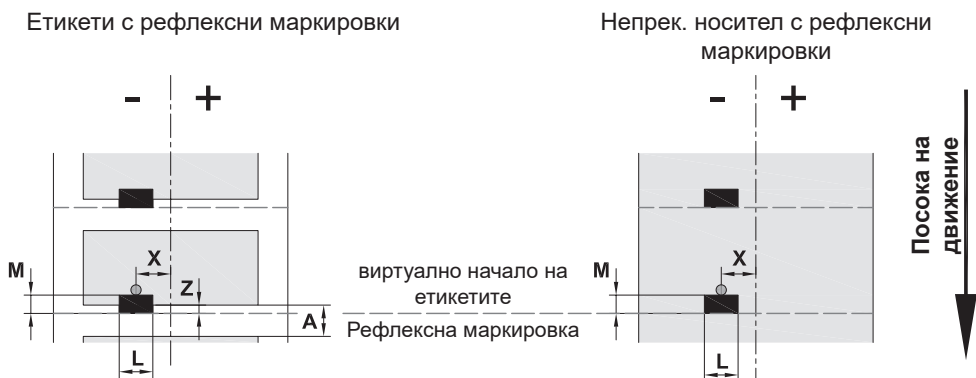 Етикети с рефлексни маркировки
Непрек. носител с рефлексни
маркировки
- +
- +
Посока на
движение
X
M
Z
A
L
виртуално начало на
етикетите
Рефлексна маркировка
X
M
L